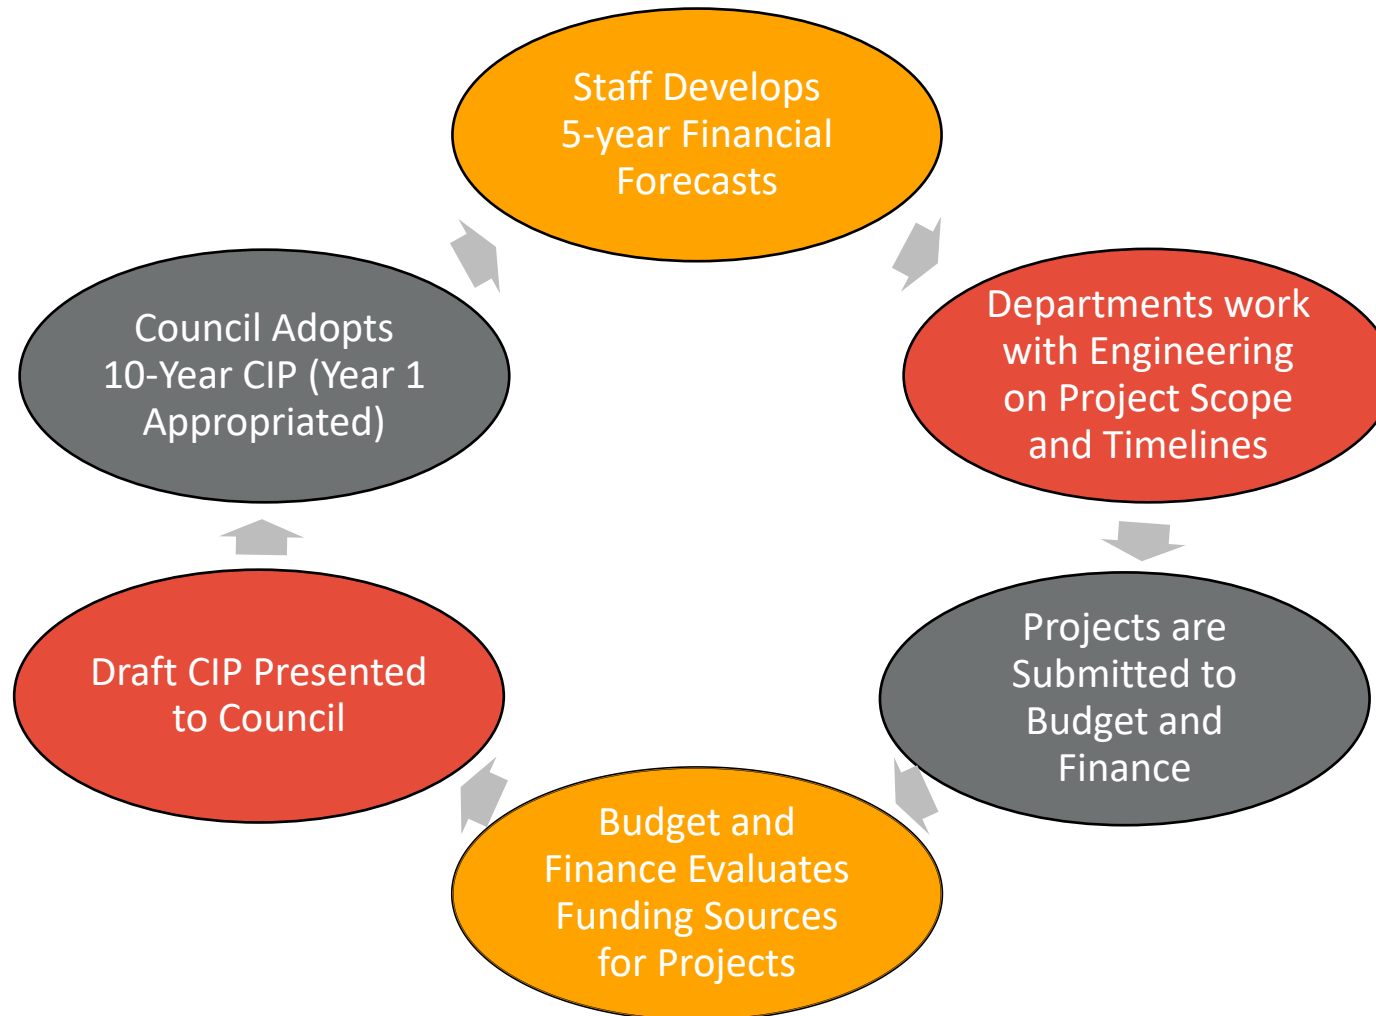 Staff Develops
5-year Financial
Forecasts
Departments work
with Engineering
on Project Scope
and Timelines
Projects are
Submitted to
Budget and
Finance
Budget and
Finance Evaluates
Funding Sources
for Projects
Draft CIP Presented
to Council
Council Adopts
10-Year CIP (Year 1
Appropriated)